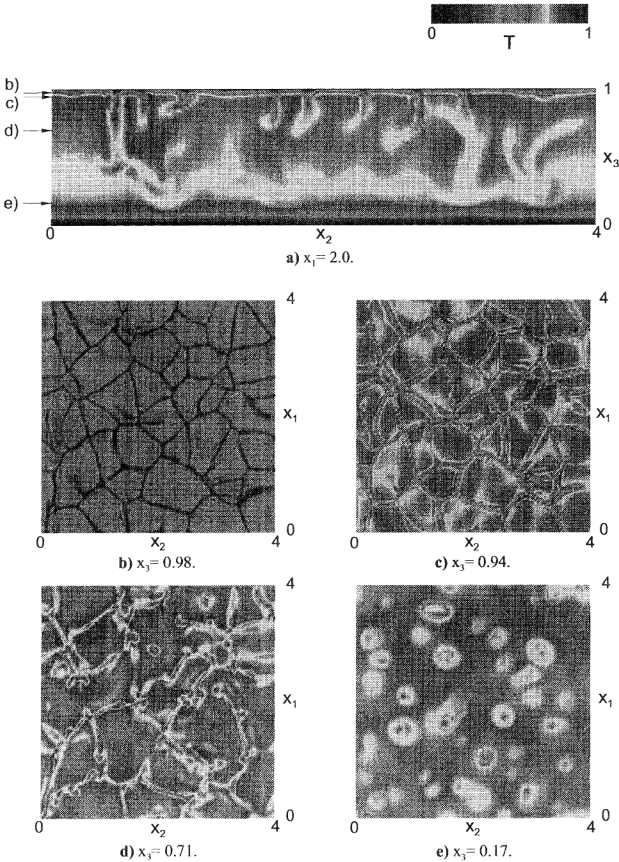 0 1
T
b)
c)
d)
e)
1
x3
0
0 x2 4
a) x1= 2.0.
4
x1
0
0 x2 4
b) x3= 0.98.
4
x1
0
0 x2 4
c) x3= 0.94.
4
x1
0
0 x2 4
d) x3= 0.71.
4
x1
0
0 x2 4
e) x3= 0.17.